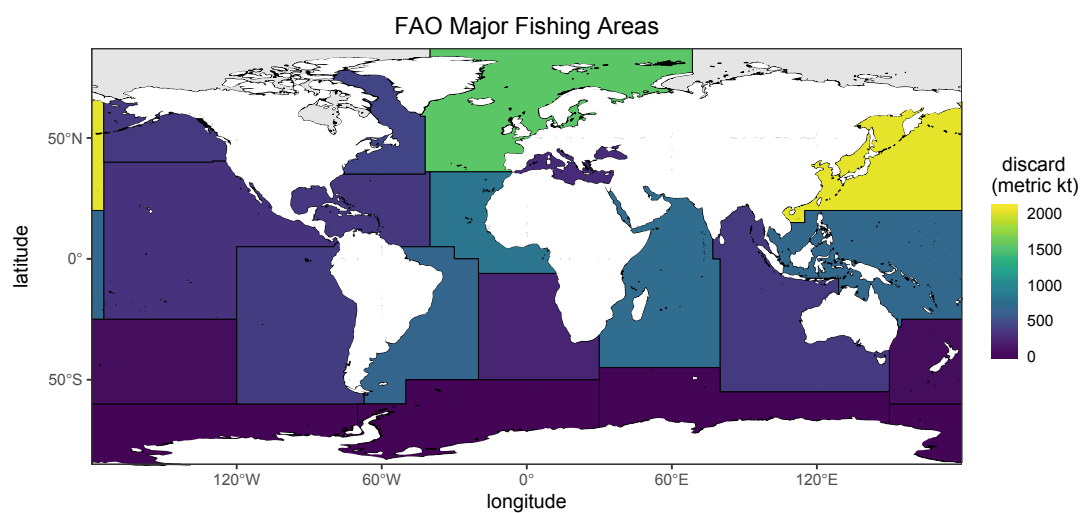 FAO Major Fishing Areas
latitude
50°N
0°
50°S
120°W
60°W
0°
60°E
120°E
longitude
discard
(metric kt)
2000
1500
1000
500
0